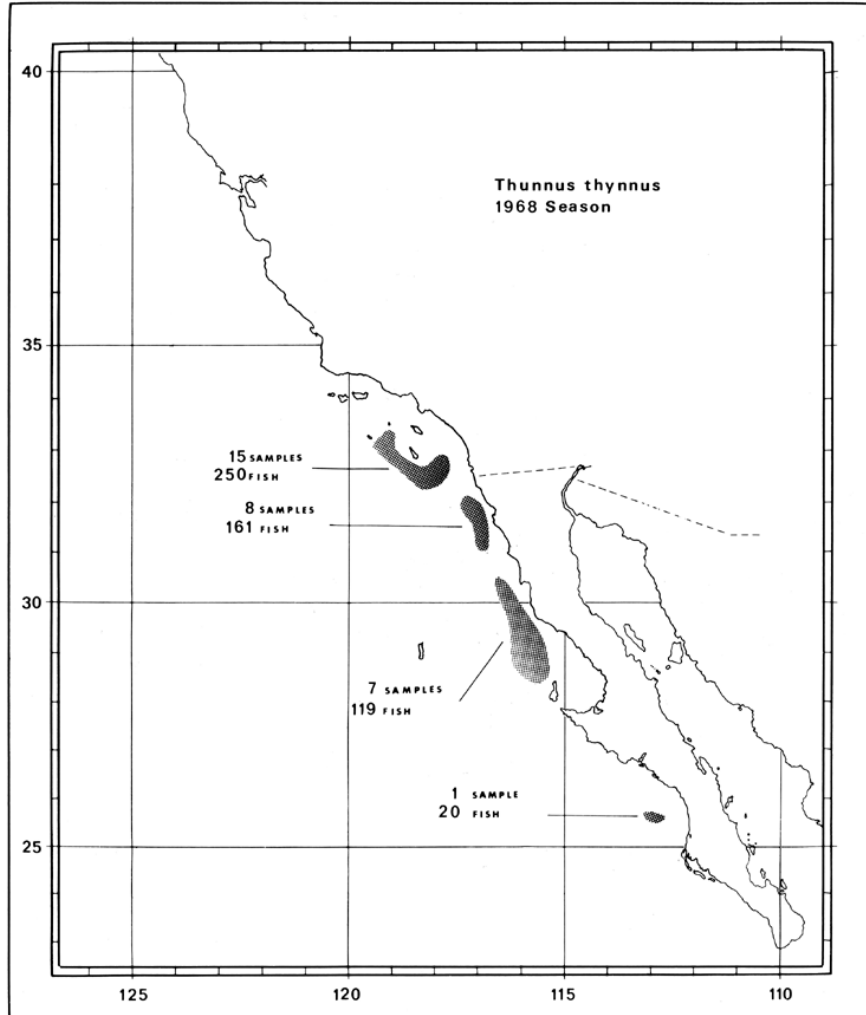 40
Thunnus thynnus
1968 Season
35
15 SAMPLES
250 FISH
8 SAMPLES
161 FISH
30
7 SAMPLES
119 FISH
1 SAMPLE
20 FISH
25
125 120 115 110